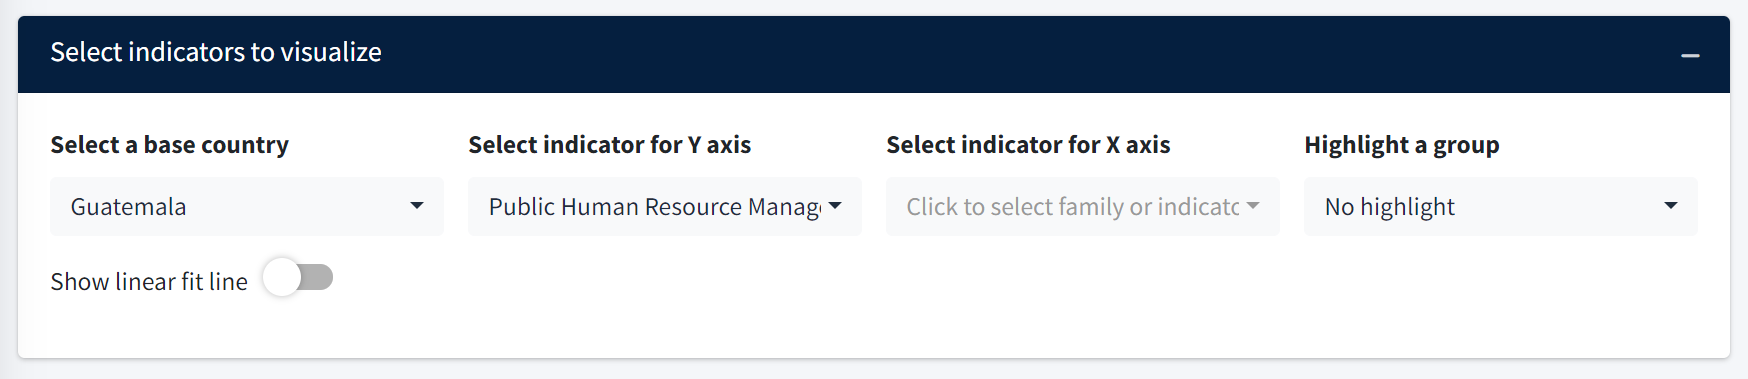 Select indicators to visualize
Select a base country
Select indicator for Y axis
Select indicator for X axis
Highlight a group
Guatemala
Public Human Resource Manag
Click to select family or indicatc
No highlight
Show linear fit line